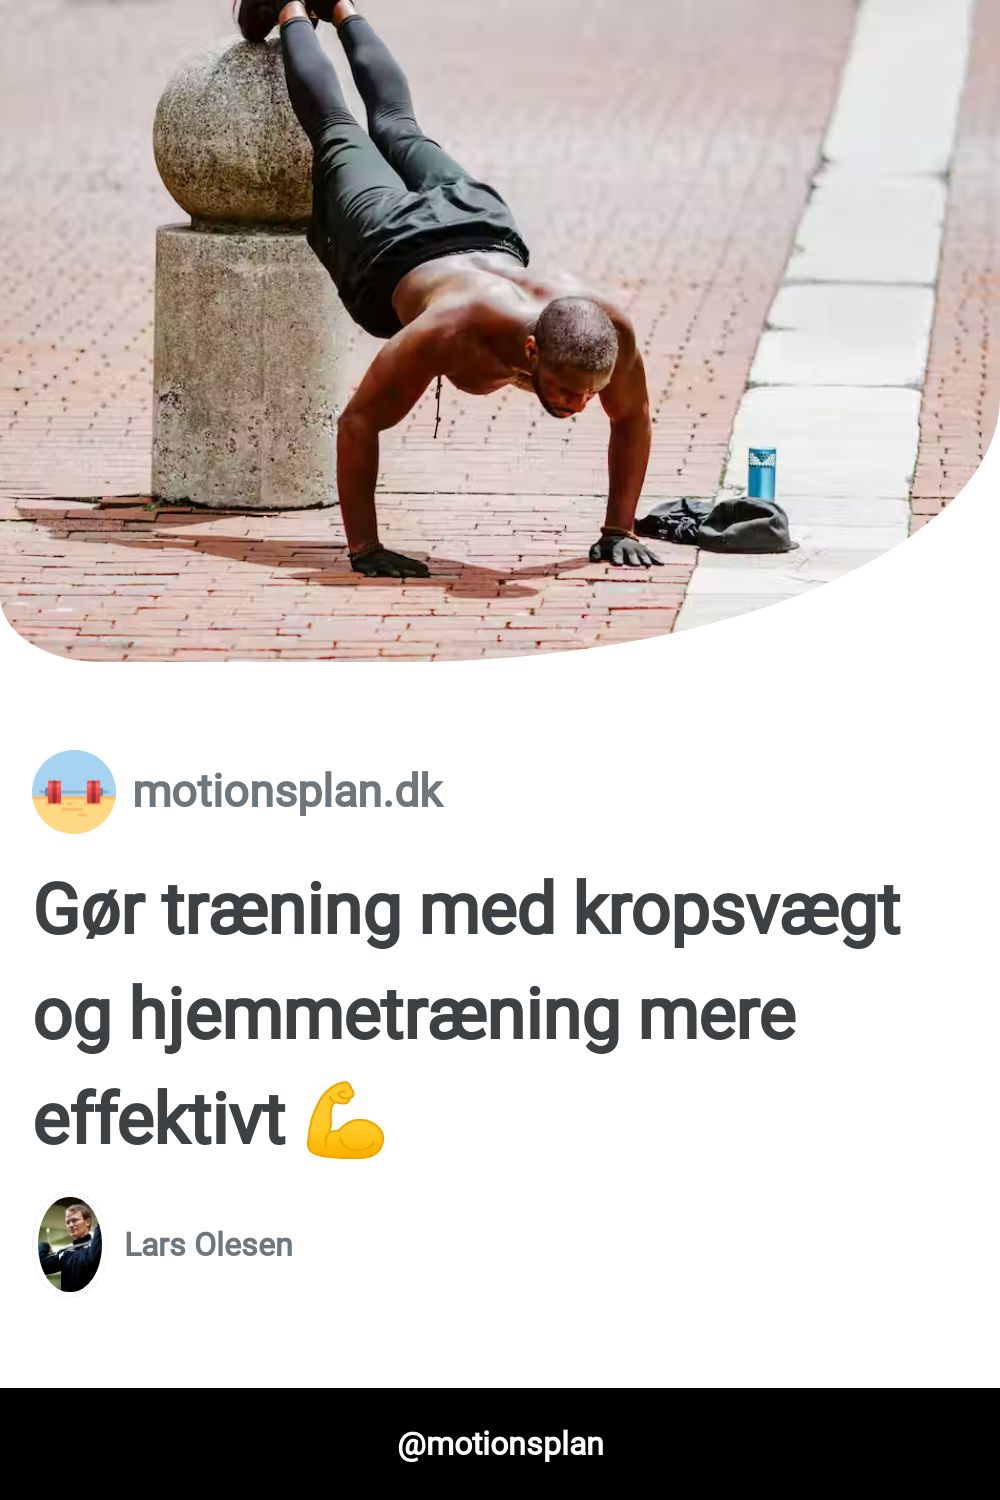 motionsplan.dk
Gør træning med kropsvægt
og hjemmetræning mere
effektivt 💪
Lars Olesen
@motionsplan